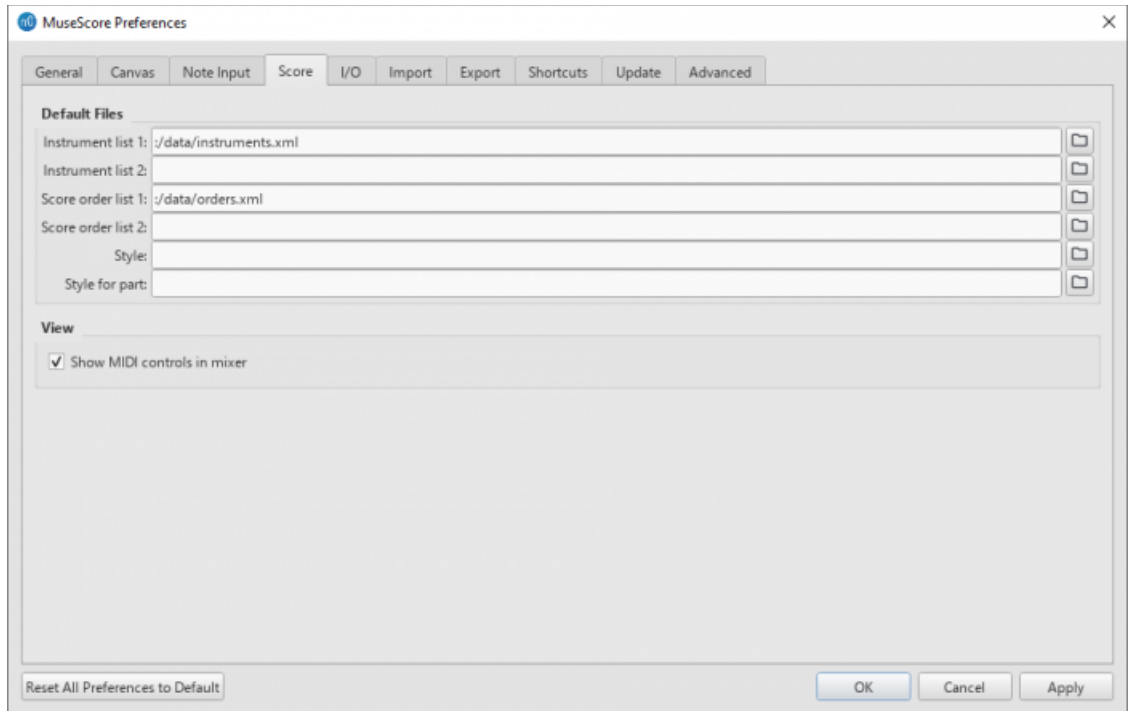 MuseScore Preferences
General Canvas Note Input Score I/O Import Export Shortcuts Update Advanced
Default Files
Instrument list 1: :/data/instruments.xml
Instrument list 2:
Score order list 1: :/data/orders.xml
Score order list 2:
Style:
Style for part:
View
Show MIDI controls in mixer
Reset All Preferences to Default OK Cancel Apply